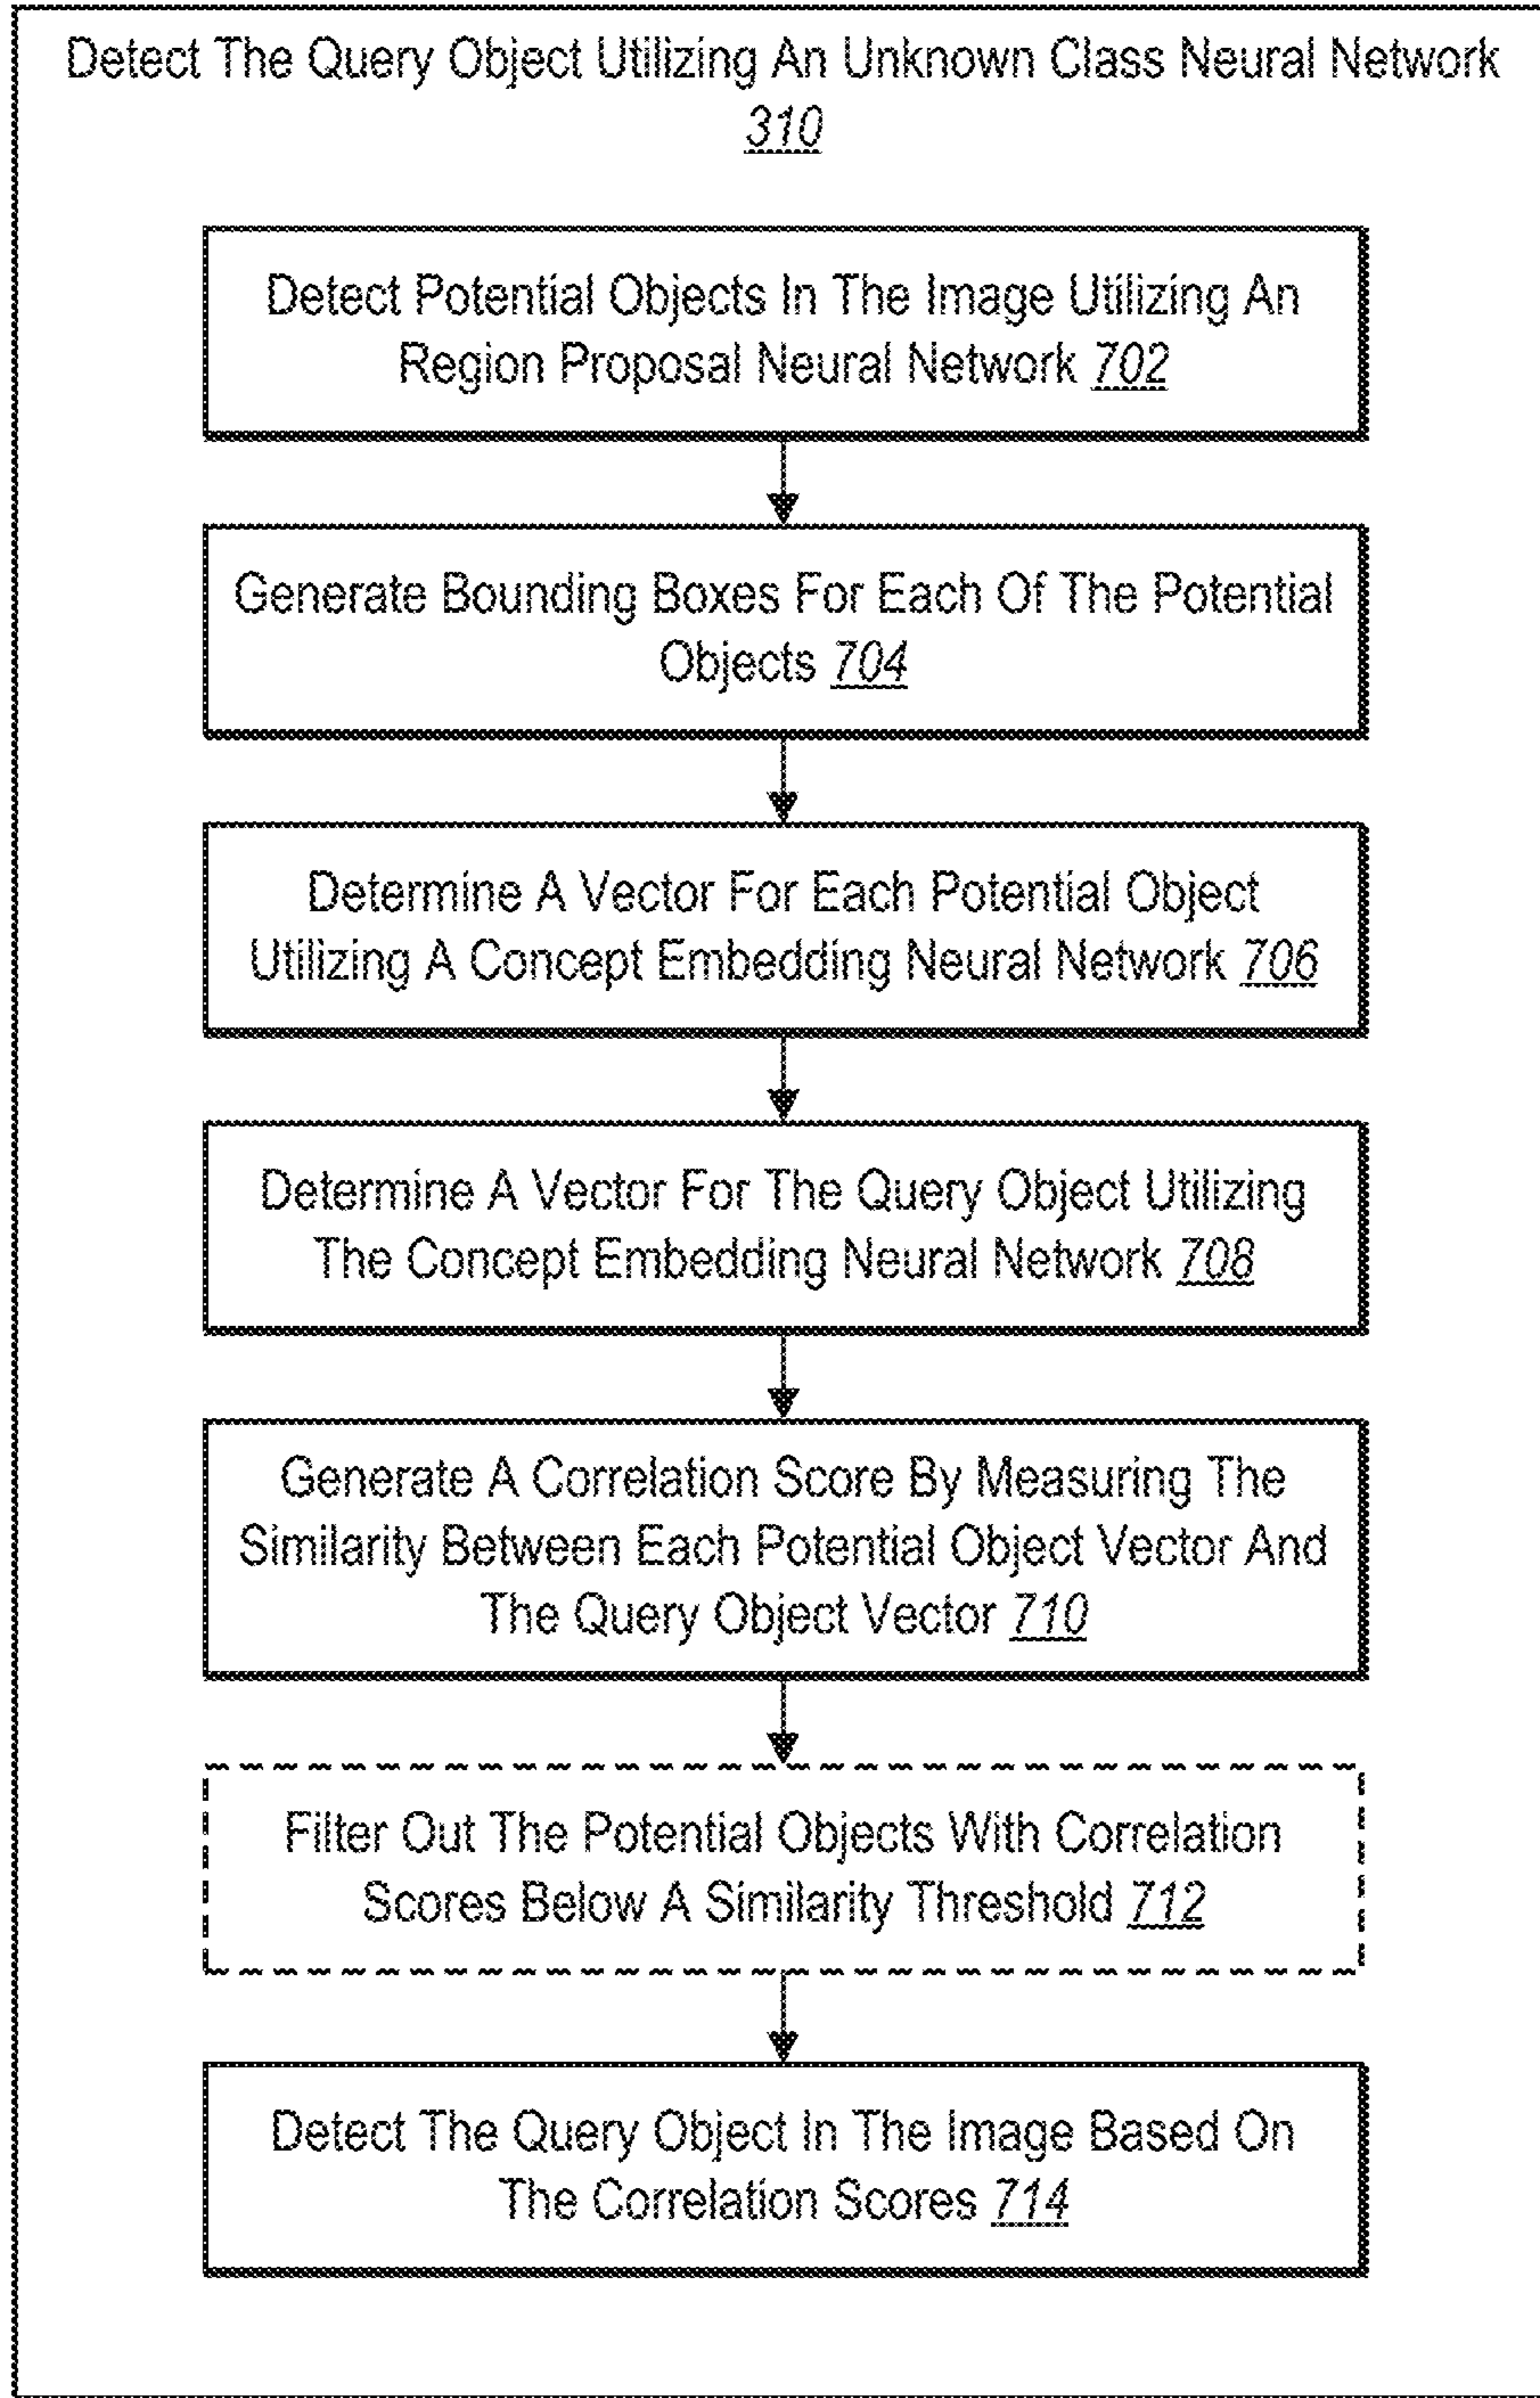 Detect The Query Object Utilizing An Unknown Class Neural Network
310
Detect Potential Objects In The Image Utilizing An
Region Proposal Neural Network 702
Generate Bounding Boxes For Each Of The Potential
Objects 704
Determine A Vector For Each Potential Object
Utilizing A Concept Embedding Neural Network 706
Determine A Vector For The Query Object Utilizing
The Concept Embedding Neural Network 708
Generate A Correlation Score By Measuring The
Similarity Between Each Potential Object Vector And
The Query Object Vector 710
Filter Out The Potential Objects With Correlation
Scores Below A Similarity Threshold 712
Detect The Query Object In The Image Based On
The Correlation Scores 714